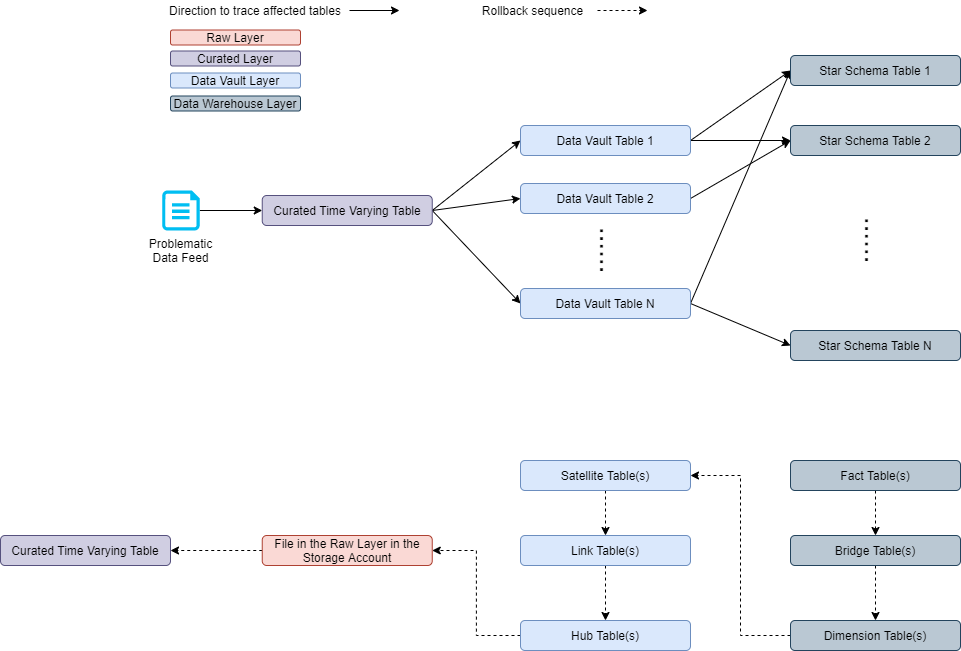 Direction to trace affected tables
Rollback sequence
Raw Layer
Curated Layer
Data Vault Layer
Data Warehouse Layer
Star Schema Table 1
Data Vault Table 1
Star Schema Table 2
Data Vault Table 2
Curated Time Varying Table
Problematic
Data Feed
Data Vault Table N
Star Schema Table N
Satellite Table(s)
Fact Table(s)
Curated Time Varying Table
File in the Raw Layer in the
Storage Account
Link Table(s)
Bridge Table(s)
Hub Table(s)
Dimension Table(s)